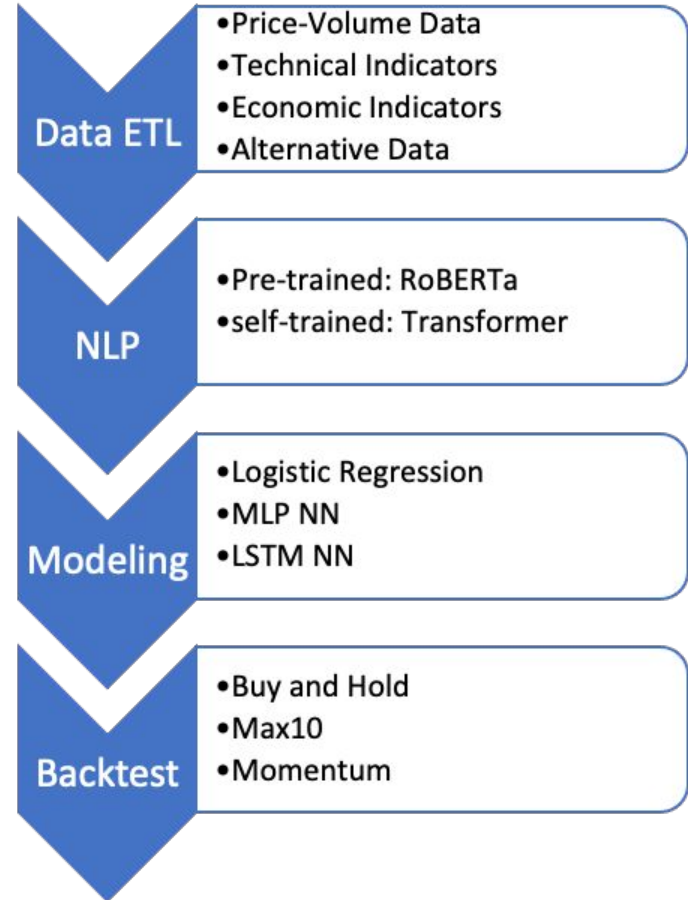 Data ETL
•Price-Volume Data
•Technical Indicators
•Economic Indicators
•Alternative Data
NLP
•Pre-trained: RoBERTa
•self-trained: Transformer
Modeling
•Logistic Regression
•MLP NN
•LSTM NN
Backtest
•Buy and Hold
•Max10
•Momentum